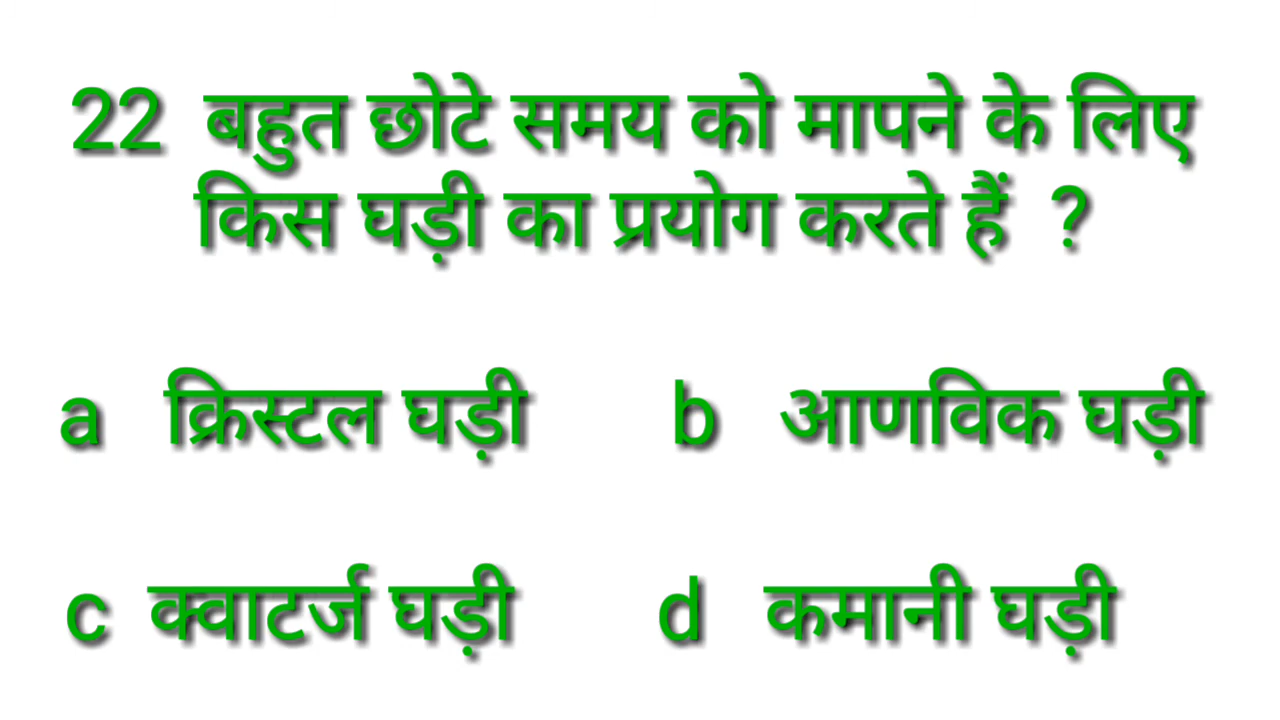 22 बहुत छोटे समय को मापने के लिए
किस घड़ी का प्रयोग करते हैं ?
a क्रिस्टल घड़ी b आणविक घड़ी
c क्वाटर्ज घड़ी d कमानी घड़ी